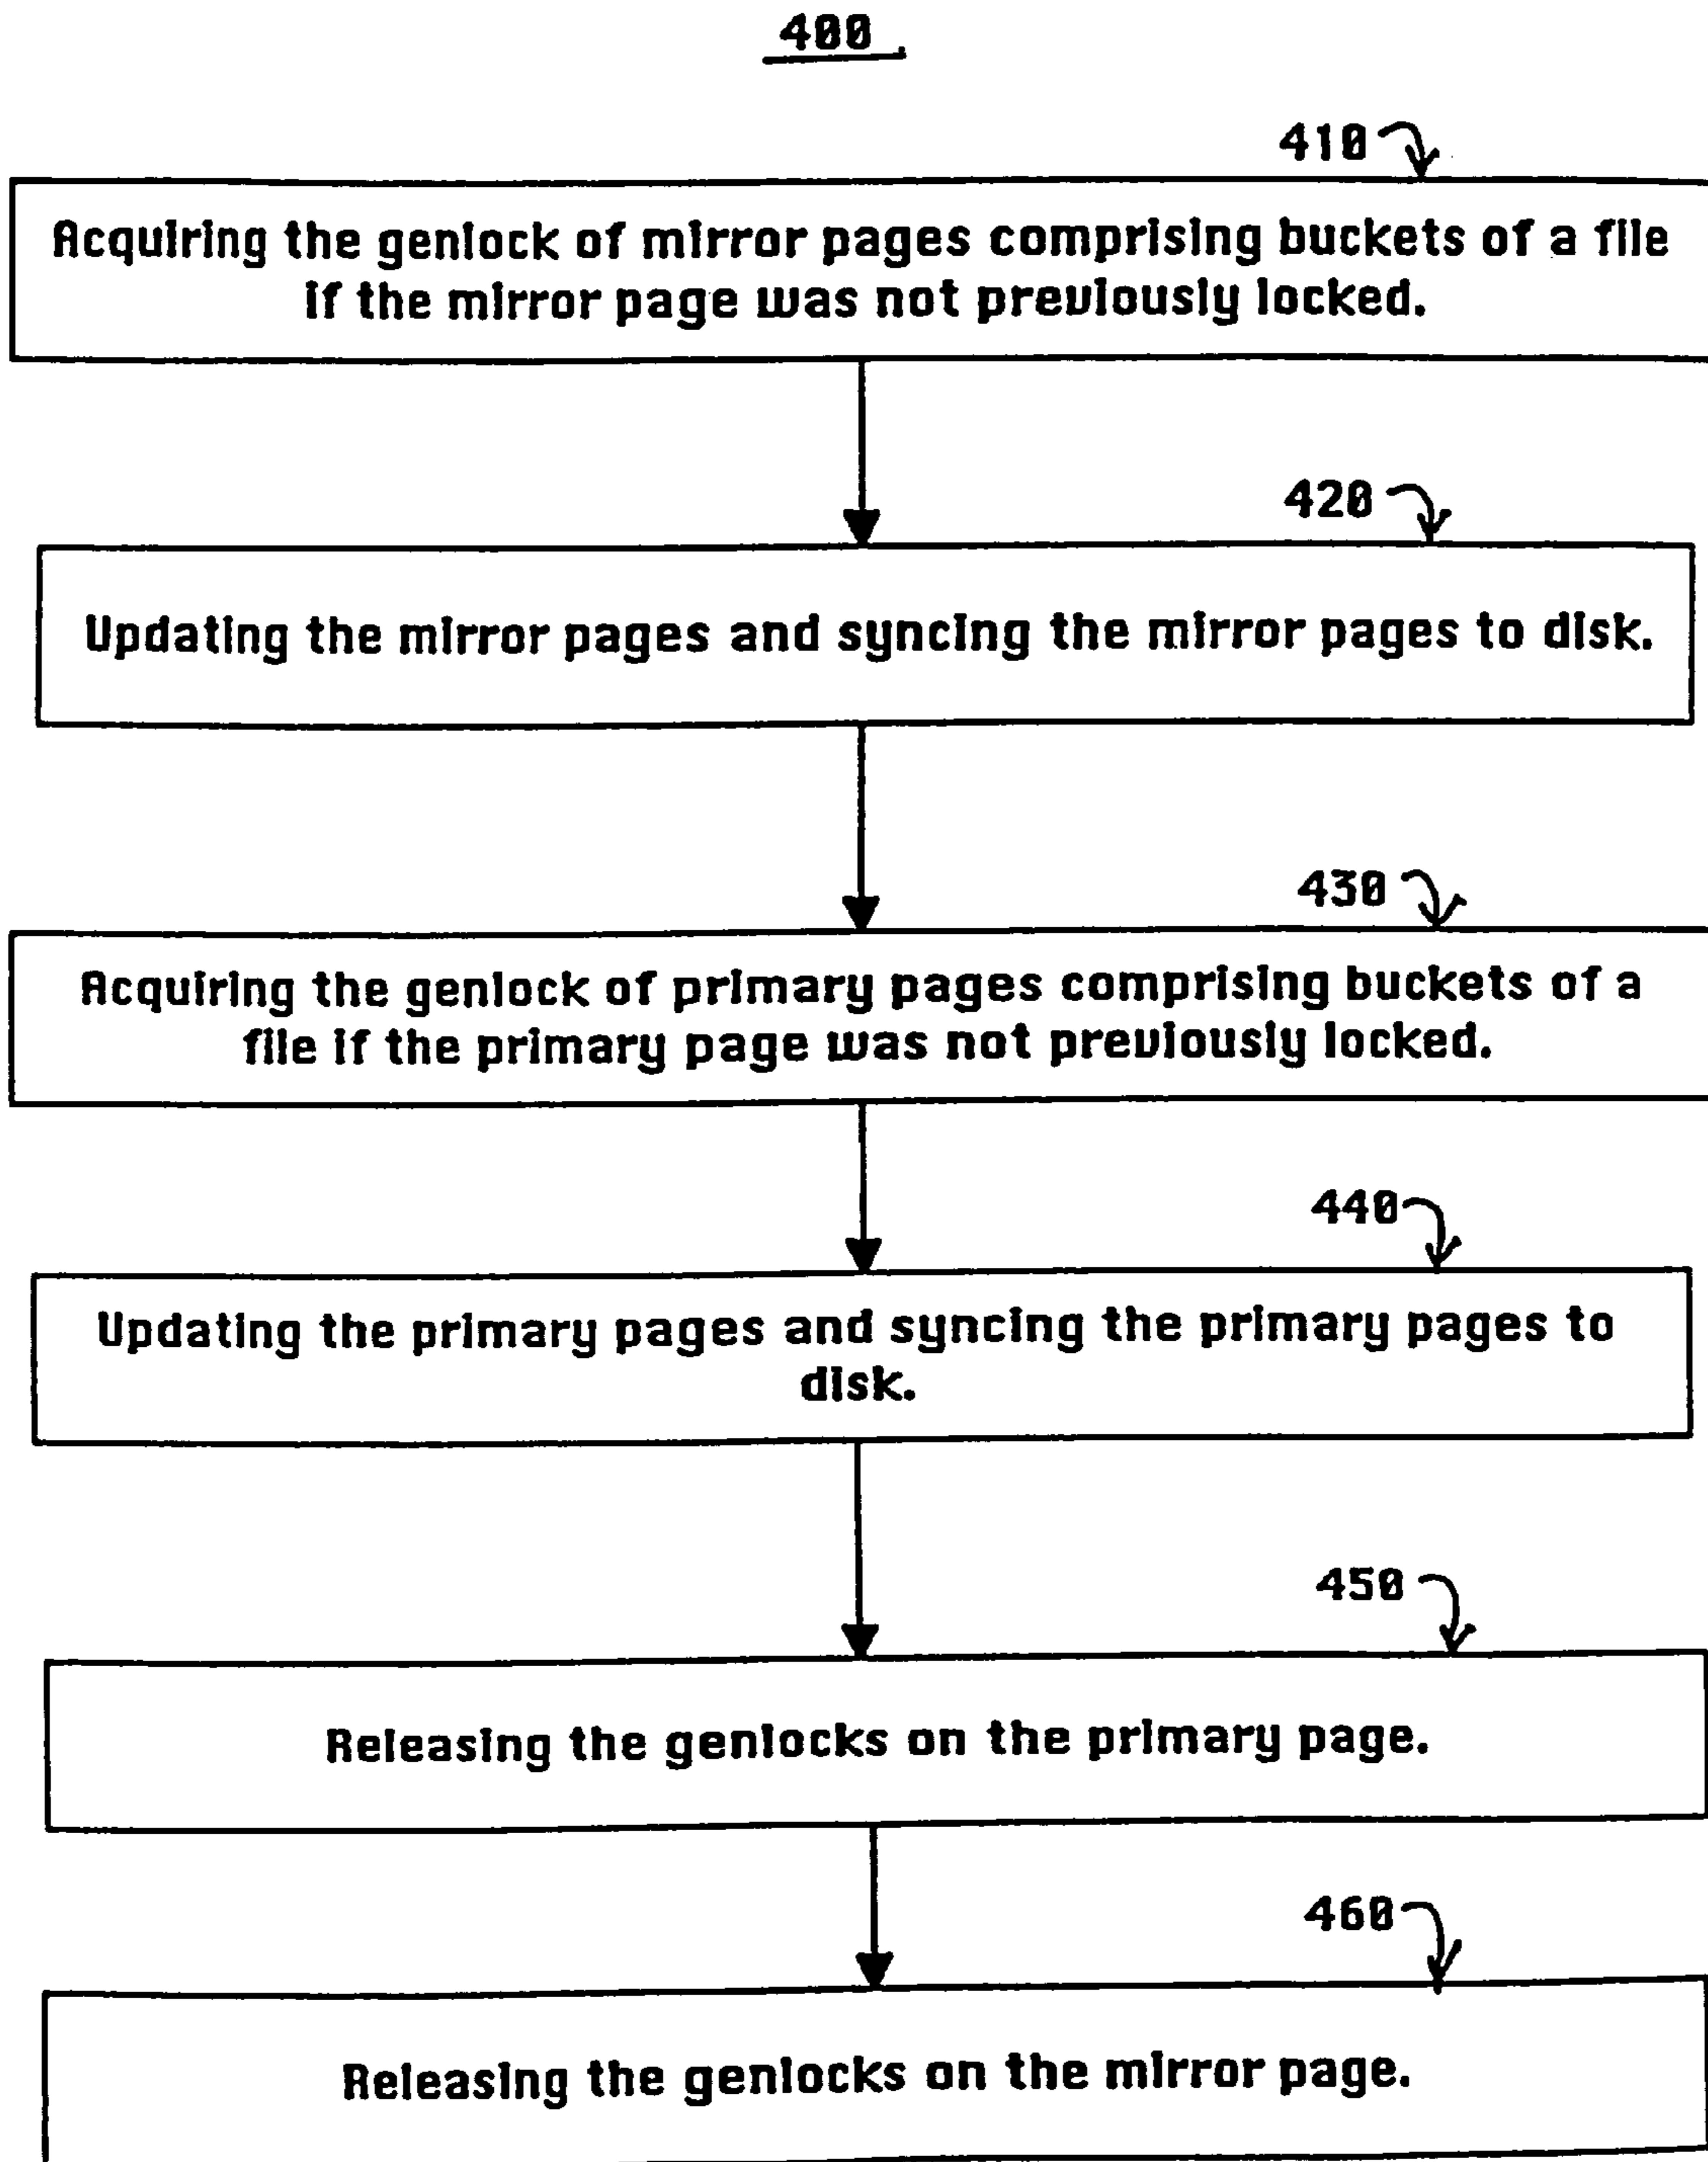 400
410
Acquiring the genlock of mirror pages comprising buckets of a file
if the mirror page was not previously locked.
420
Updating the mirror pages and syncing the mirror pages to disk.
430
Acquiring the genlock of primary pages comprising buckets of a
file if the primary page was not previously locked.
440
Updating the primary pages and syncing the primary pages to
disk.
450
Releasing the genlocks on the primary page.
460
Releasing the genlocks on the mirror page.